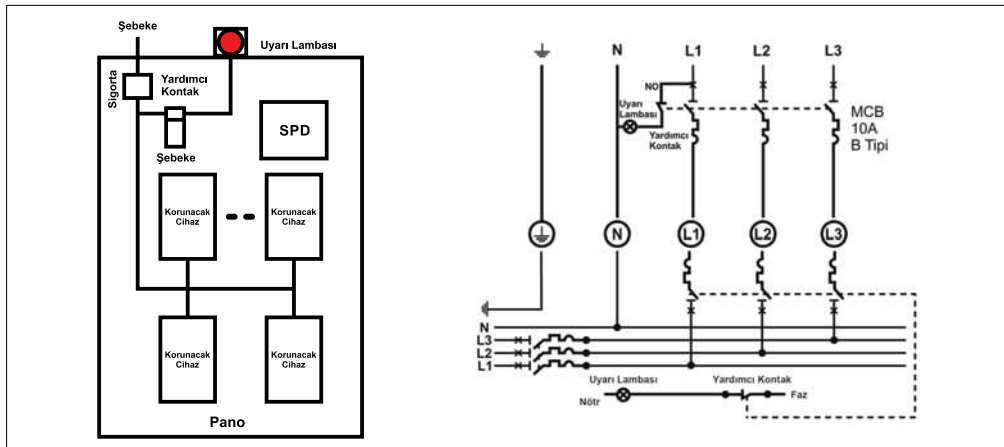 Şebeke
Uyarı Lambası
Sigorta
Yardımcı
Kontak
SPD
Şebeke
Korunacak
Cihaz
Korunacak
Cihaz
Korunacak
Cihaz
Korunacak
Cihaz
Pano
N
L1
L2
L3
NO
Uyarı
Lambası
Yardımcı
Kontak
MCB
10A
B Tipi
N
L1
L2
L3
N
L3
L2
L1
Uyarı Lambası
Yardımcı Kontak
Nötr
Faz